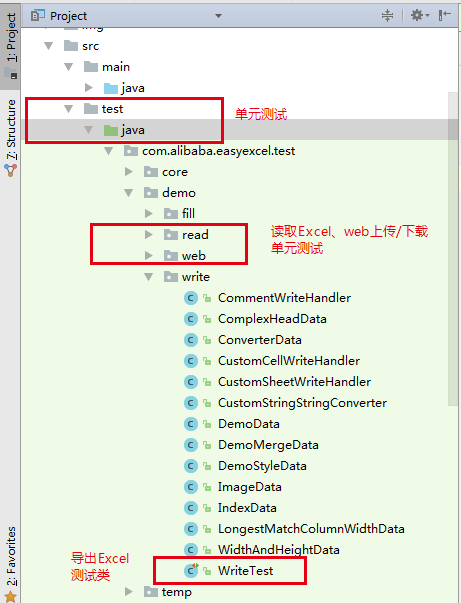 1: Project
7: Structure
2: Favorites
Project
img
src
main
java
test
单元测试
java
com.alibaba.easyexcel.test
core
demo
fill
read
读取Excel、web上传/下载
单元测试
web
write
CommentWriteHandler
ComplexHeadData
ConverterData
CustomCellWriteHandler
CustomSheetWriteHandler
CustomStringStringConverter
DemoData
DemoMergeData
DemoStyleData
ImageData
IndexData
LongestMatchColumnWidthData
WidthAndHeightData
导出Excel
测试类
WriteTest
temp